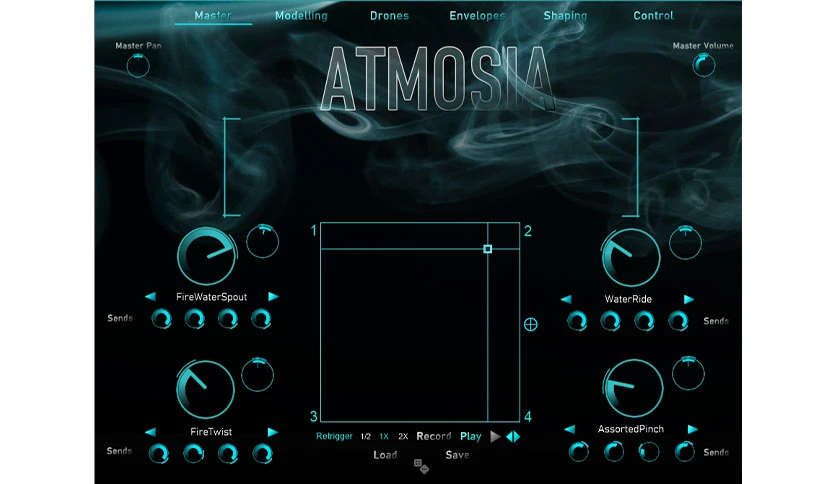 Master Modelling Drones Envelopes Shaping Control
Master Pan
Master Volume
ATMOSIA
1 2
FireWaterSpout
WaterRide
Sends
Sends
FireTwist
AssortedPinch
3 4
Retrigger 1/2 1X 2X Record Play
Sends
Sends
Load Save